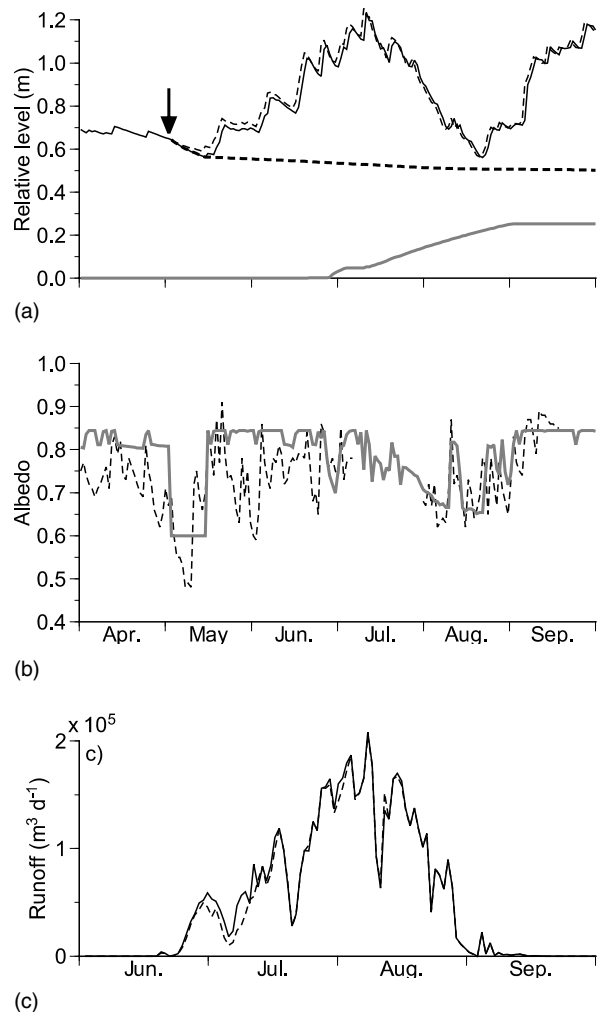 1.2
1.0
0.8
0.6
0.4
0.2
0.0
Relative level (m)
(a)
1.0
0.9
0.8
0.7
0.6
0.5
0.4
Albedo
Apr. May Jun. Jul. Aug. Sep.
(b)
x 10⁵
2
c)
1
0
Runoff (m³ d⁻¹)
Jun. Jul. Aug. Sep.
(c)